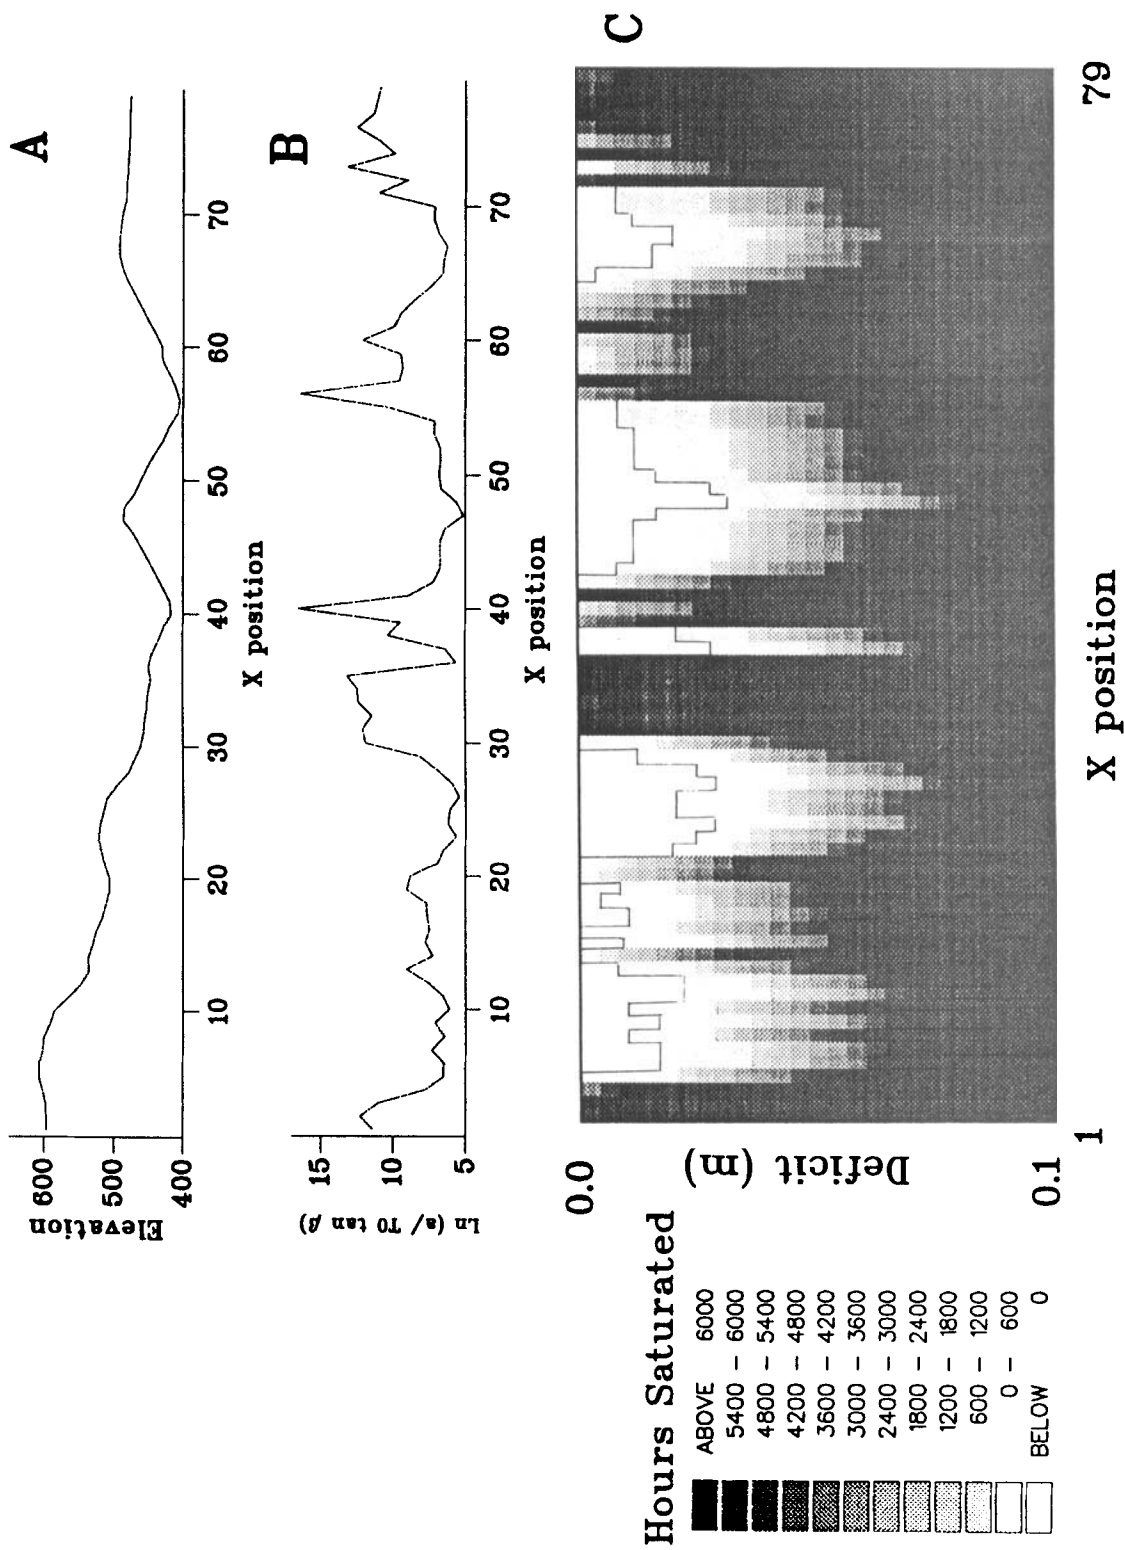 A
600
500
400
Elevation
10
20
30
40
50
60
70
X position
B
15
10
5
Ln (a/ T0 tan β)
10
20
30
40
50
60
70
X position
C
0.0
0.1
Deficit (m)
1
79
X position
Hours Saturated
ABOVE 6000
5400 – 6000
4800 – 5400
4200 – 4800
3600 – 4200
3000 – 3600
2400 – 3000
1800 – 2400
1200 – 1800
600 – 1200
0 – 600
BELOW 0